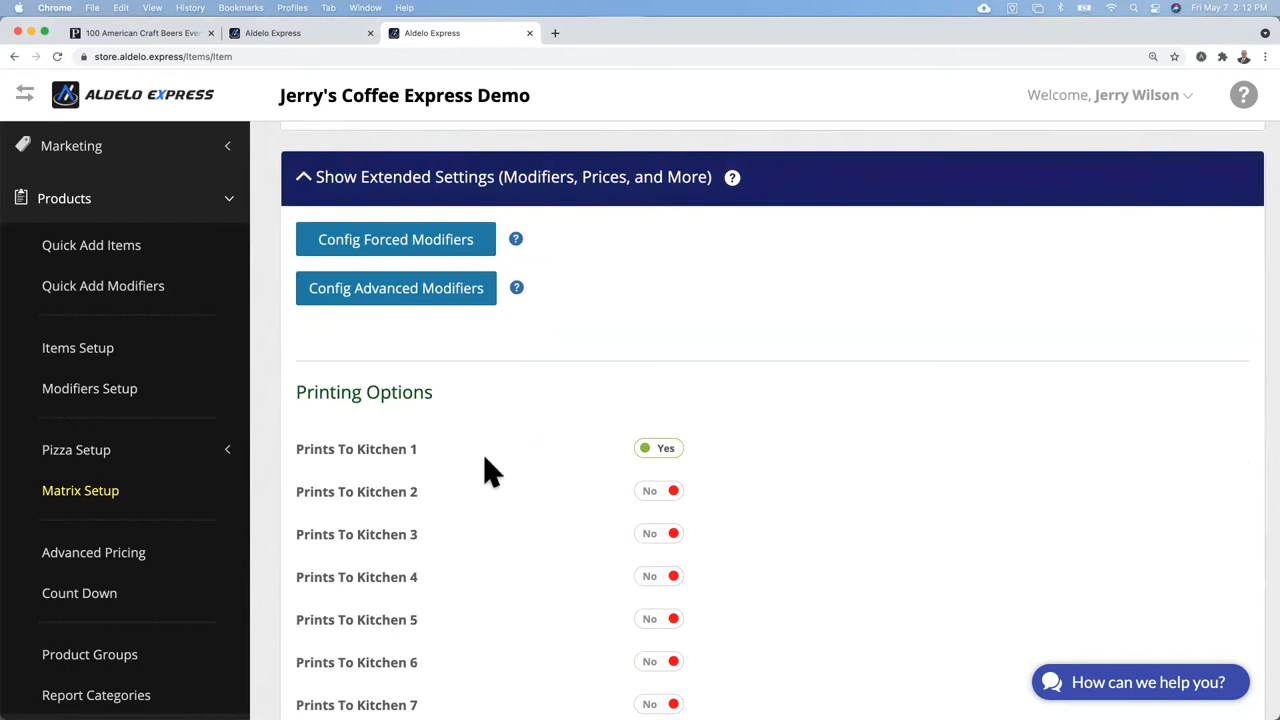 Chrome File Edit View History Bookmarks Profiles Tab Window Help Fri May 7 2:12 PM
100 American Craft Beers Ever × Aldelo Express × Aldelo Express × +
store.aldelo.express/Items/Item
ALDELO EXPRESS
Jerry's Coffee Express Demo
Welcome, Jerry Wilson
?
Marketing
Products
Quick Add Items
Quick Add Modifiers
Items Setup
Modifiers Setup
Pizza Setup
Matrix Setup
Advanced Pricing
Count Down
Product Groups
Report Categories
Show Extended Settings (Modifiers, Prices, and More) ?
Config Forced Modifiers ?
Config Advanced Modifiers ?
Printing Options
Prints To Kitchen 1 Yes
Prints To Kitchen 2 No
Prints To Kitchen 3 No
Prints To Kitchen 4 No
Prints To Kitchen 5 No
Prints To Kitchen 6 No
Prints To Kitchen 7 No
How can we help you?